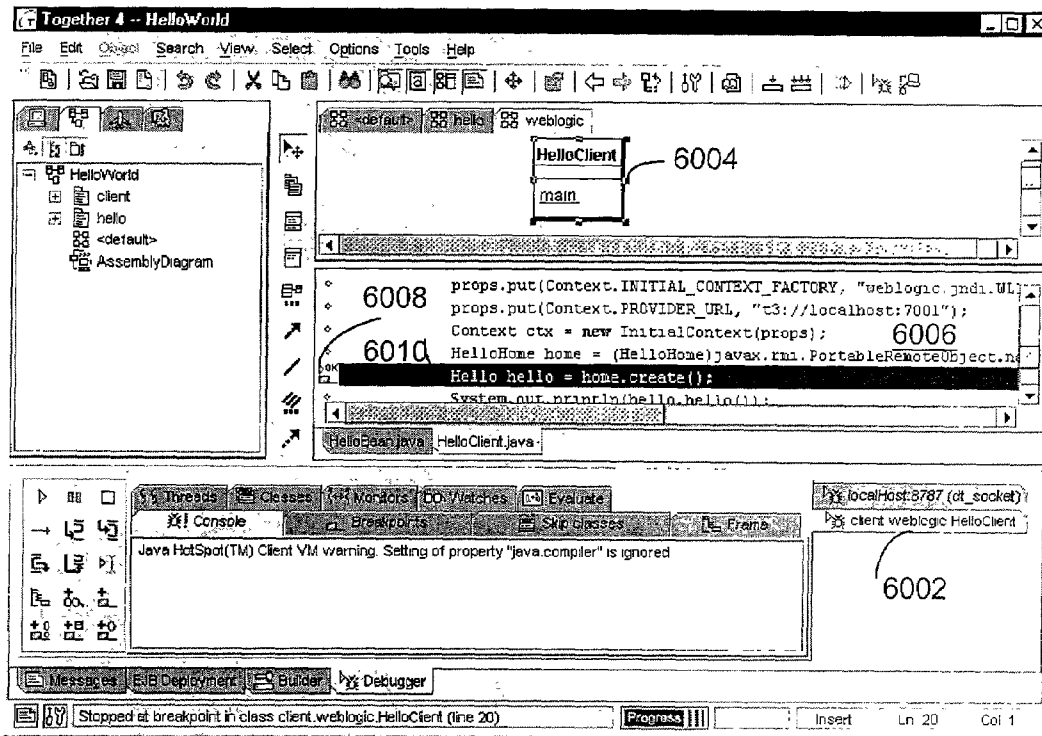 Together 4 -- HelloWorld
File Edit Object Search View Select Options Tools Help
<default> hello weblogic
HelloClient
main
6004
HelloWorld
client
hello
<default>
AssemblyDiagram
props.put(Context.INITIAL_CONTEXT_FACTORY, "weblogic.jndi.WL
props.put(Context.PROVIDER_URL, "t3://localhost:7001");
Context ctx = new InitialContext(props);
HelloHome home = (HelloHome)javax.rmi.PortableRemoteObject.na
Hello hello = home.create();
System.out.println(hello.hello());
6008
6006
6010
OK
HelloBean.java HelloClient.java
Threads Classes Monitors Watches Evaluate
Console Breakpoints Skip classes Frame
Java HotSpot(TM) Client VM warning. Setting of property "java.compiler" is ignored
localHost:8787 (dt_socket)
client weblogic HelloClient
6002
Messages EJB Deployment Builder Debugger
Stopped at breakpoint in class client.weblogic.HelloClient (line 20) Progress Insert Ln 20 Col 1